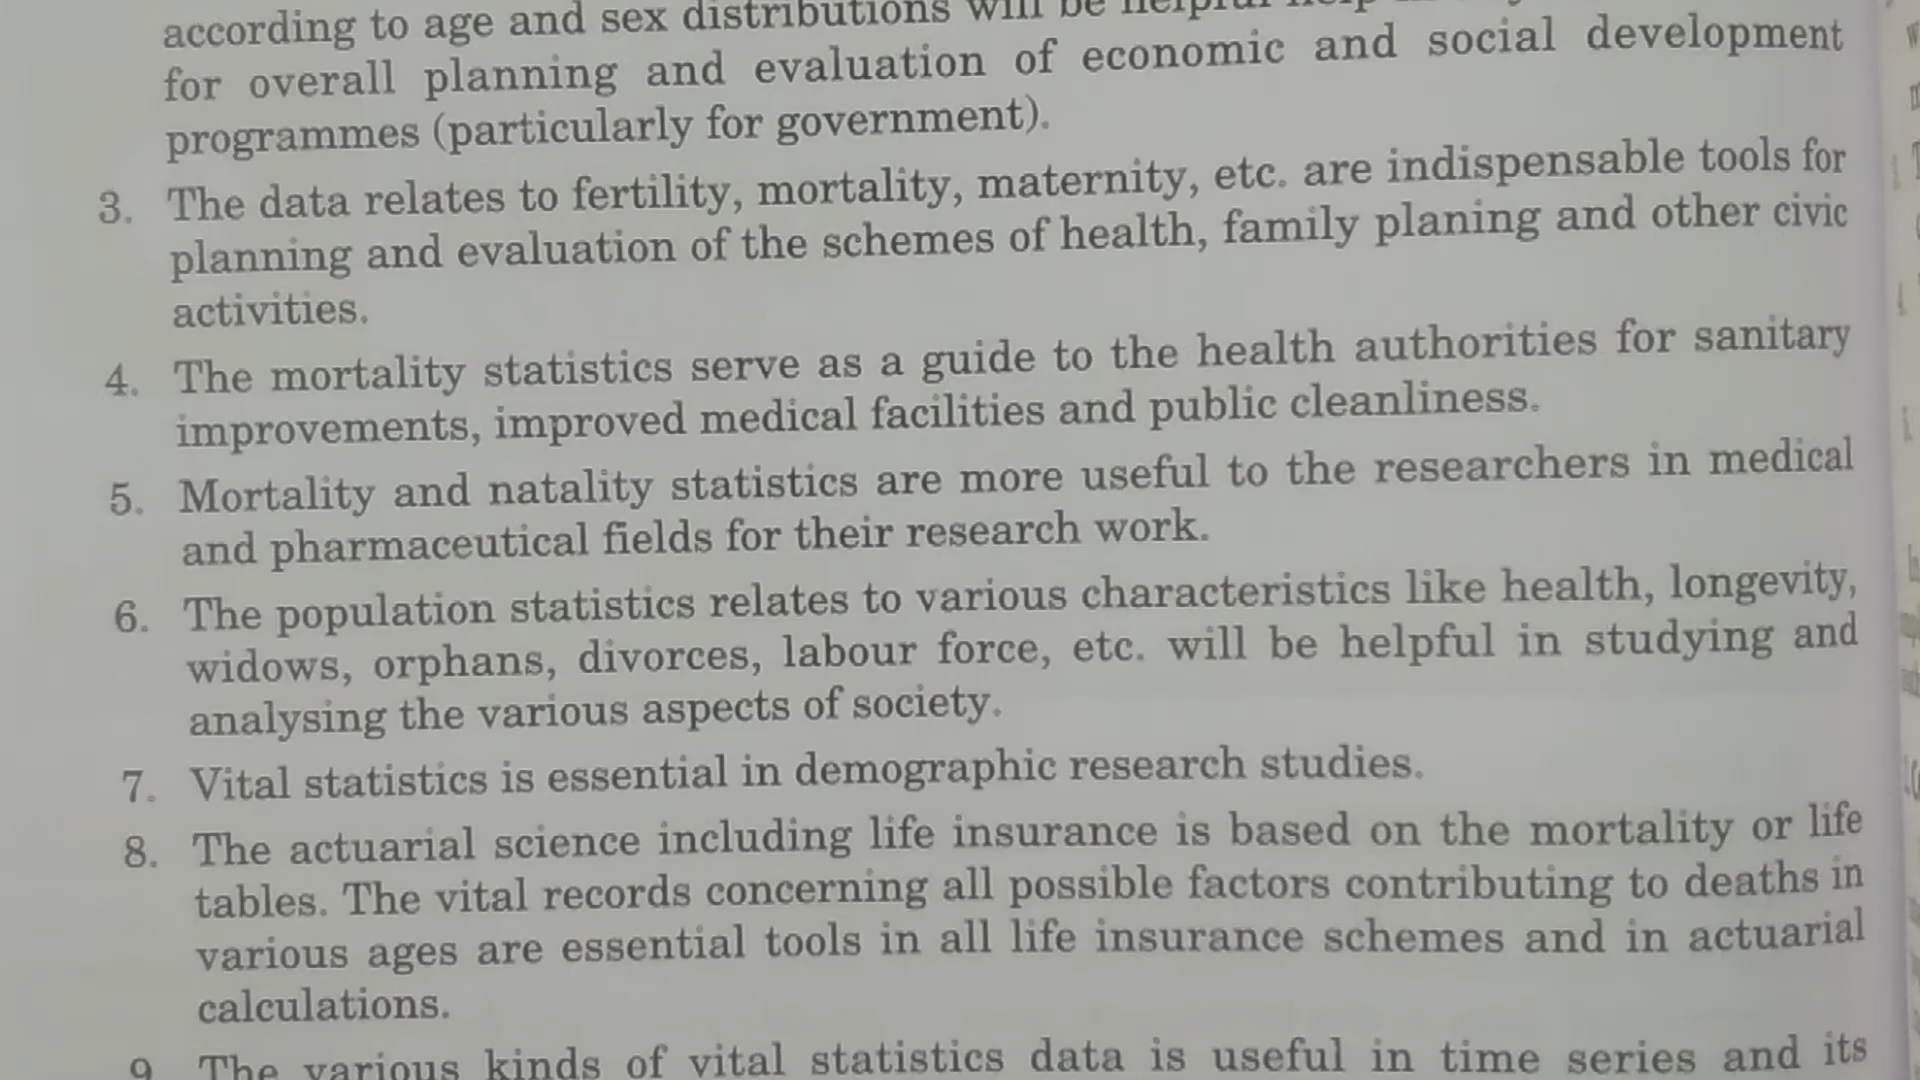 according to age and sex distributions will be helpful help
for overall planning and evaluation of economic and social development
programmes (particularly for government).
3. The data relates to fertility, mortality, maternity, etc. are indispensable tools for
planning and evaluation of the schemes of health, family planing and other civic
activities.
4. The mortality statistics serve as a guide to the health authorities for sanitary
improvements, improved medical facilities and public cleanliness.
5. Mortality and natality statistics are more useful to the researchers in medical
and pharmaceutical fields for their research work.
6. The population statistics relates to various characteristics like health, longevity,
widows, orphans, divorces, labour force, etc. will be helpful in studying and
analysing the various aspects of society.
7. Vital statistics is essential in demographic research studies.
8. The actuarial science including life insurance is based on the mortality or life
tables. The vital records concerning all possible factors contributing to deaths in
various ages are essential tools in all life insurance schemes and in actuarial
calculations.
9 The various kinds of vital statistics data is useful in time series and its